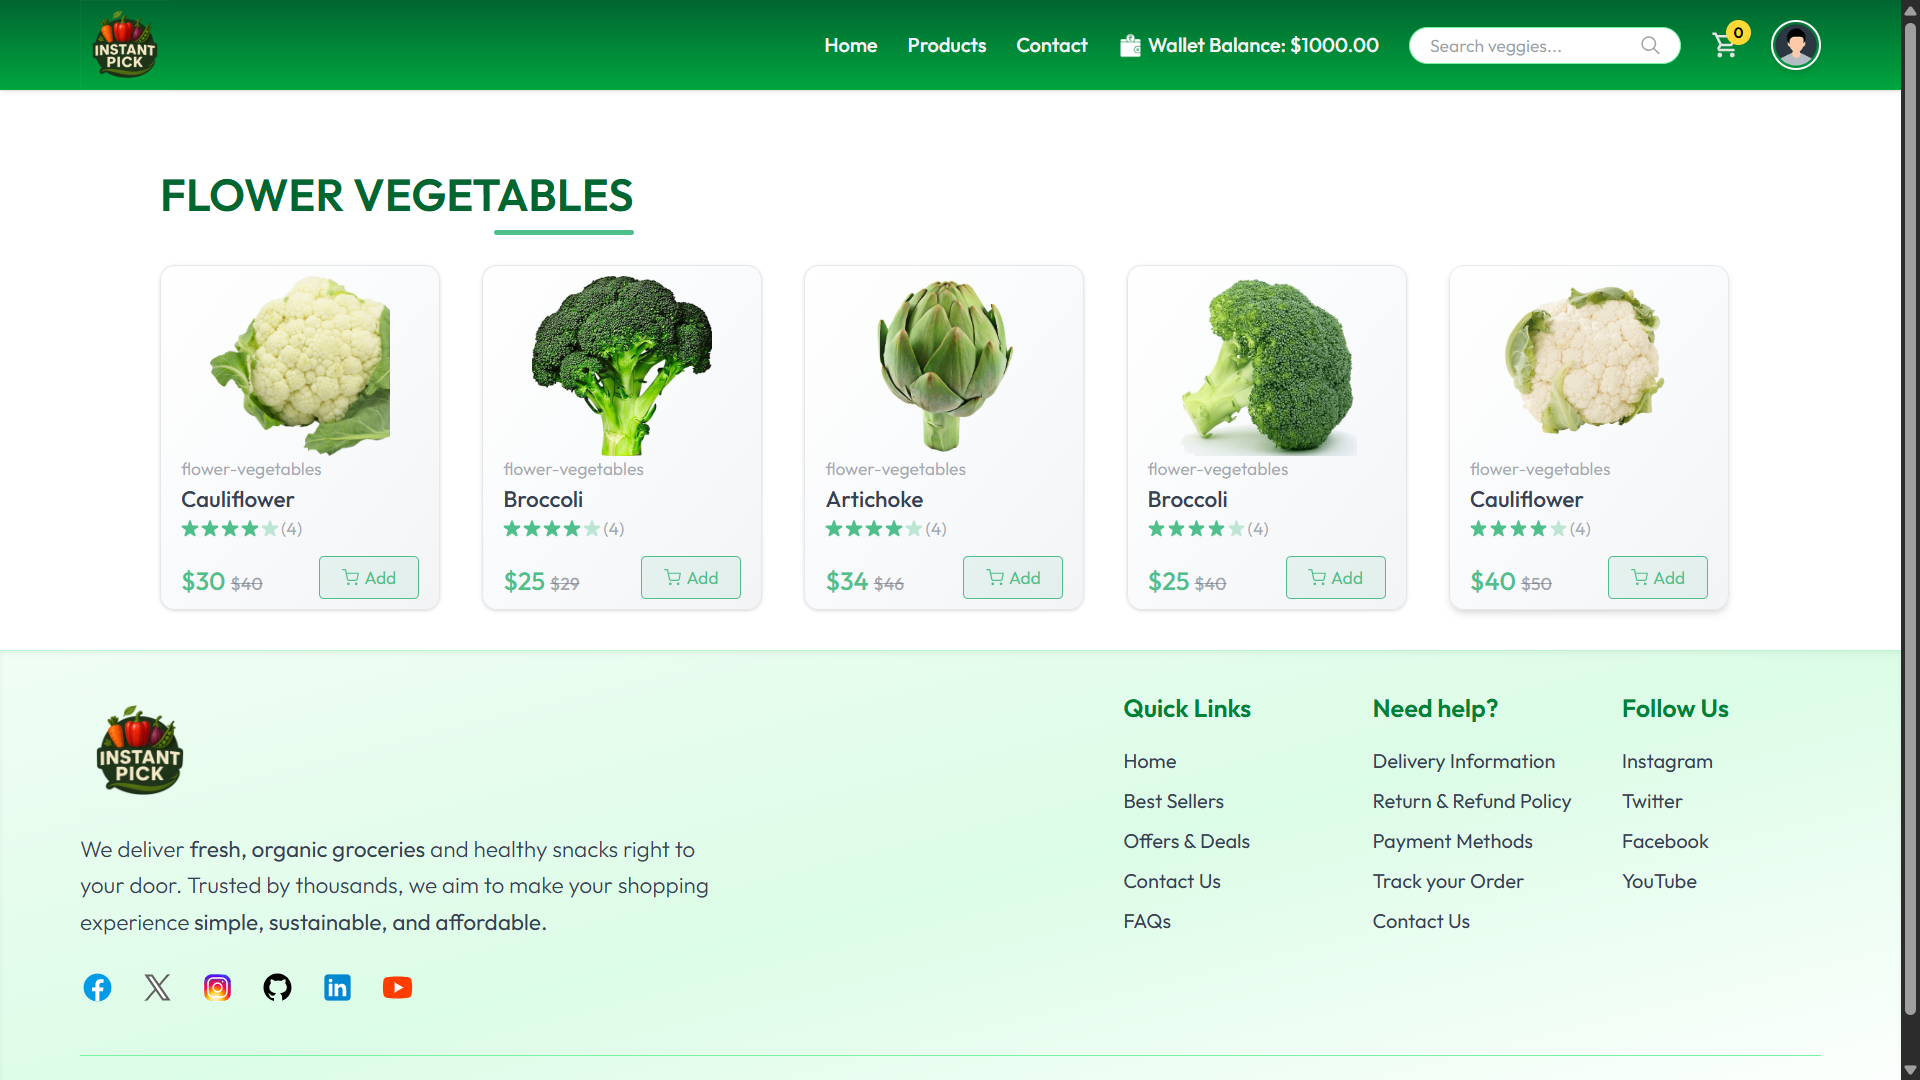 INSTANT
PICK
Home
Products
Contact
Wallet Balance: $1000.00
Search veggies...
0
FLOWER VEGETABLES
flower-vegetables
Cauliflower
(4)
$30 $40
Add
flower-vegetables
Broccoli
(4)
$25 $29
Add
flower-vegetables
Artichoke
(4)
$34 $46
Add
flower-vegetables
Broccoli
(4)
$25 $40
Add
flower-vegetables
Cauliflower
(4)
$40 $50
Add
INSTANT
PICK
We deliver fresh, organic groceries and healthy snacks right to
your door. Trusted by thousands, we aim to make your shopping
experience simple, sustainable, and affordable.
Quick Links
Home
Best Sellers
Offers & Deals
Contact Us
FAQs
Need help?
Delivery Information
Return & Refund Policy
Payment Methods
Track your Order
Contact Us
Follow Us
Instagram
Twitter
Facebook
YouTube